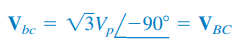 V_bc = √3V_p/−90° = V_BC